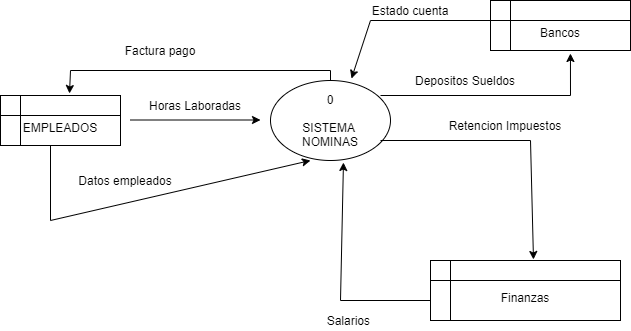 Estado cuenta
Bancos
Factura pago
Depositos Sueldos
0
Horas Laboradas
EMPLEADOS
SISTEMA
NOMINAS
Retencion Impuestos
Datos empleados
Finanzas
Salarios